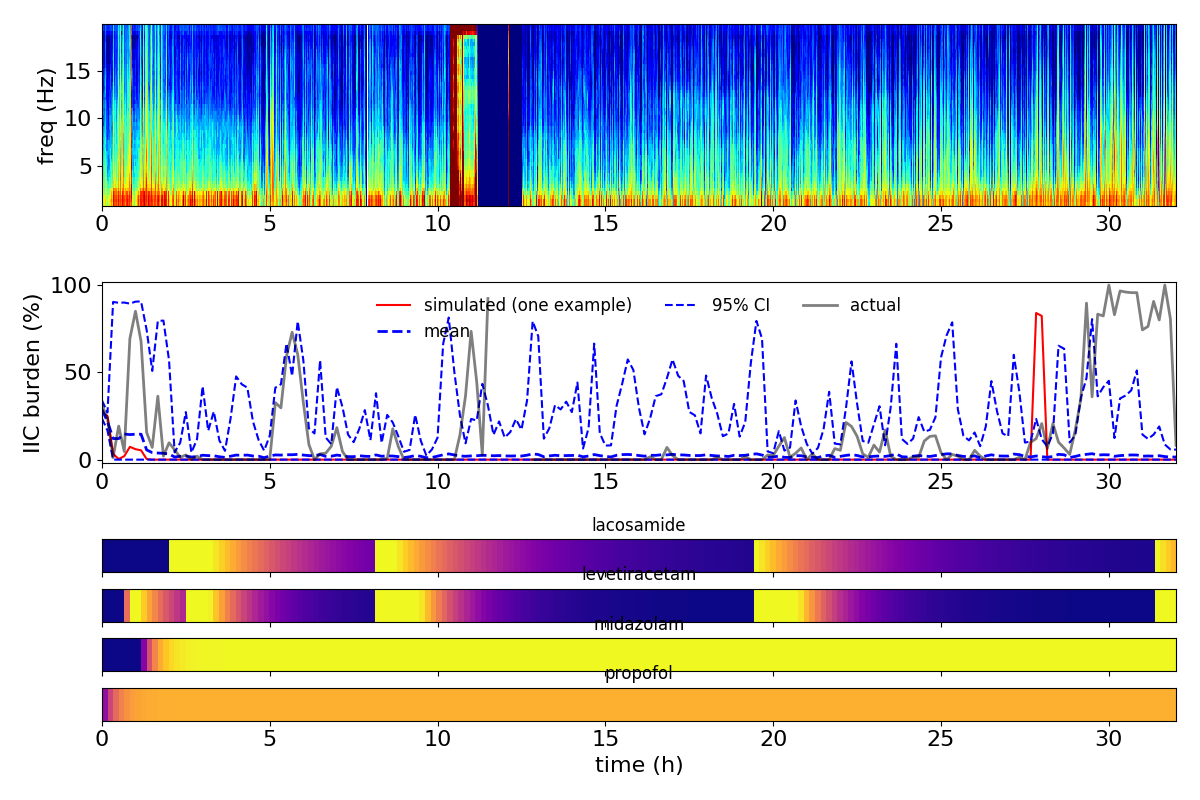 freq (Hz)
15
10
5
0 5 10 15 20 25 30
IIC burden (%)
100
50
0
simulated (one example) 95% CI actual
mean
0 5 10 15 20 25 30
lacosamide
levetiracetam
midazolam
propofol
0 5 10 15 20 25 30
time (h)